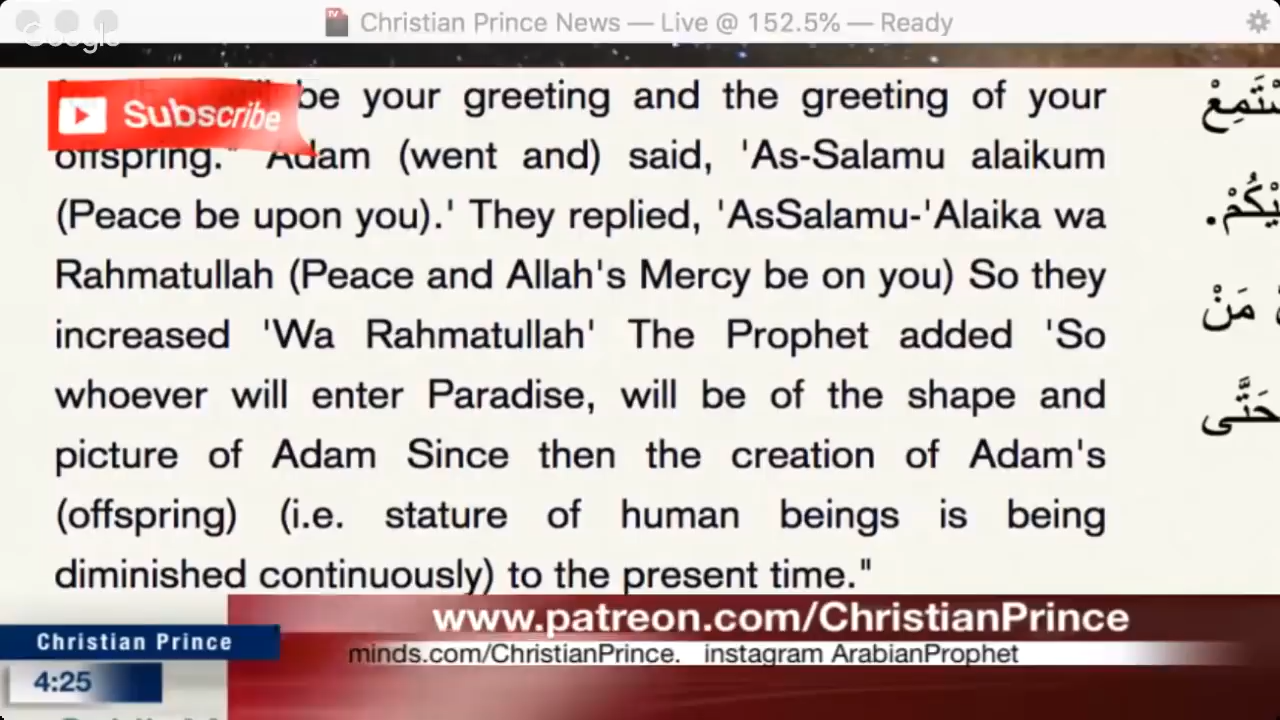 Christian Prince News — Live @ 152.5% — Ready
Google
Subscribe
be your greeting and the greeting of your
offspring." Adam (went and) said, 'As-Salamu alaikum
(Peace be upon you).' They replied, 'AsSalamu-'Alaika wa
Rahmatullah (Peace and Allah's Mercy be on you) So they
increased 'Wa Rahmatullah' The Prophet added 'So
whoever will enter Paradise, will be of the shape and
picture of Adam Since then the creation of Adam's
(offspring) (i.e. stature of human beings is being
diminished continuously) to the present time."
مَنْ
حَتَّى
www.patreon.com/ChristianPrince
Christian Prince
minds.com/ChristianPrince. instagram ArabianProphet
4:25